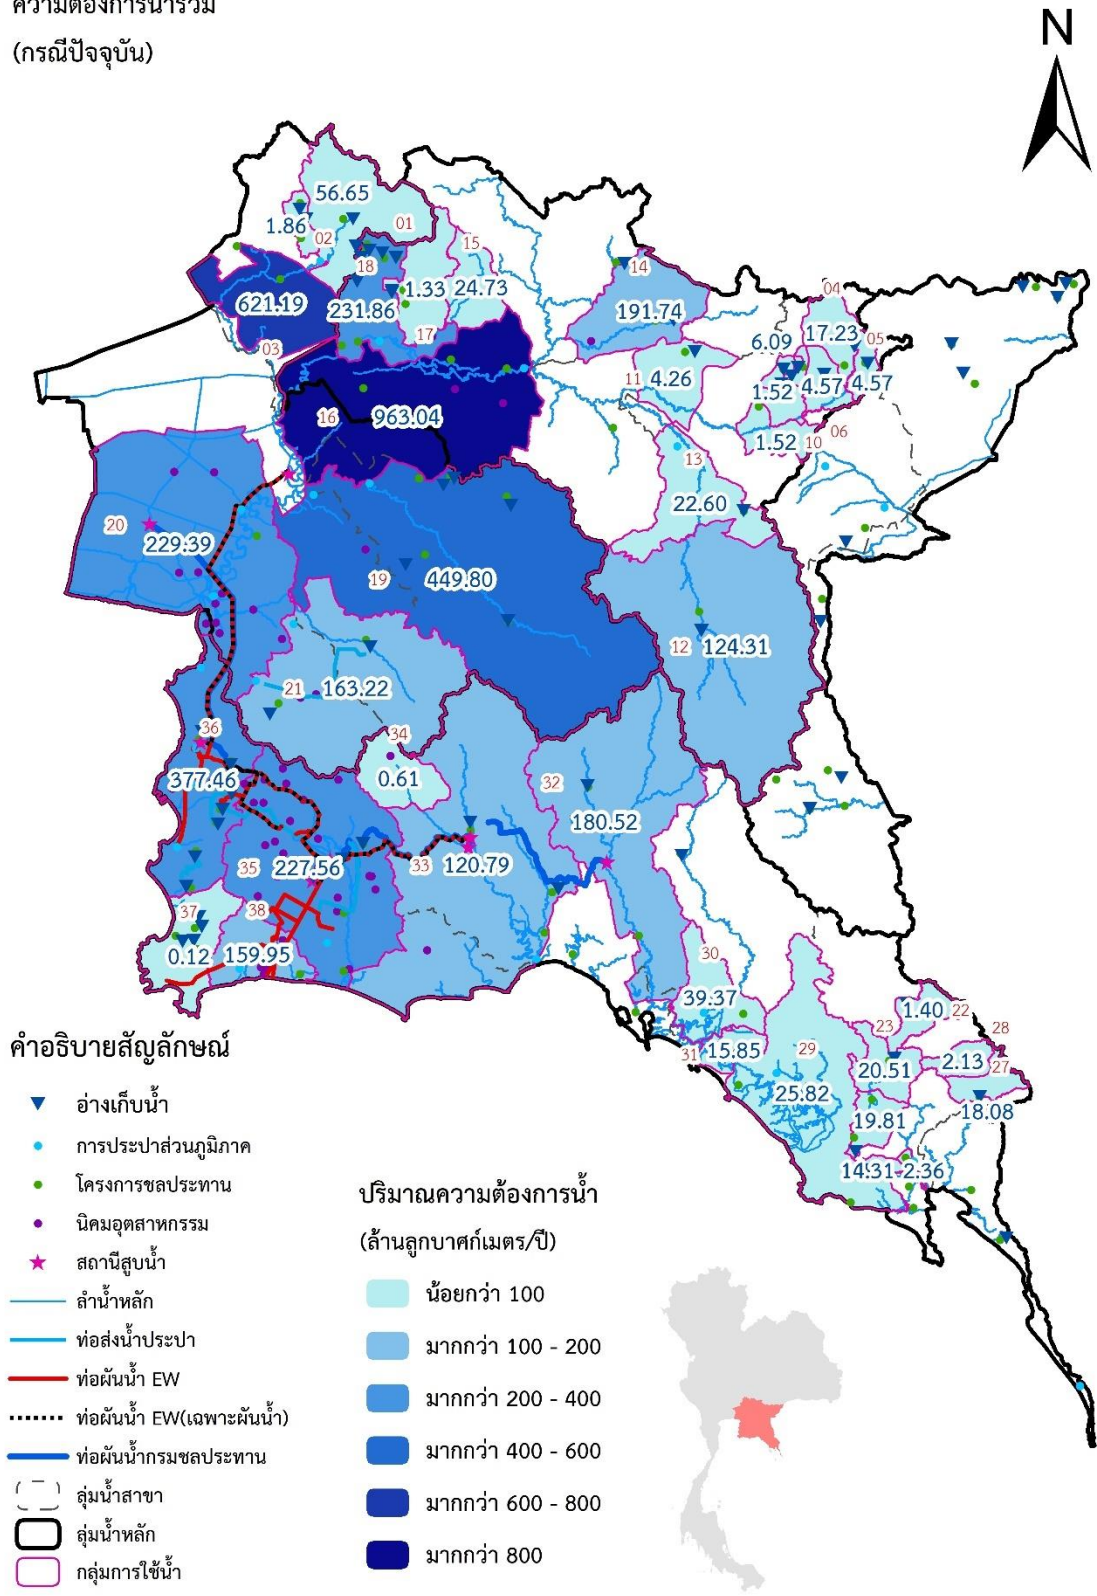 ความต้องการน้ำรวม
(กรณีปัจจุบัน)
N
56.65
1.86
01
02
15
18
1.33
24.73
14
621.19
231.86
191.74
04
17.23
6.09
05
03
17
11
4.26
1.52
4.57
4.57
16
963.04
1.52
10
06
13
22.60
20
229.39
19
449.80
12
124.31
21
163.22
36
34
377.46
0.61
32
180.52
35
227.56
33
120.79
37
38
0.12
159.95
30
39.37
31
15.85
29
25.82
1.40
22
23
28
20.51
2.13
27
18.08
19.81
14.31
2.36
คำอธิบายสัญลักษณ์
อ่างเก็บน้ำ
การประปาส่วนภูมิภาค
โครงการชลประทาน
นิคมอุตสาหกรรม
สถานีสูบน้ำ
ลำน้ำหลัก
ท่อส่งน้ำประปา
ท่อผันน้ำ EW
ท่อผันน้ำ EW(เฉพาะผันน้ำ)
ท่อผันน้ำกรมชลประทาน
ลุ่มน้ำสาขา
ลุ่มน้ำหลัก
กลุ่มการใช้น้ำ
ปริมาณความต้องการน้ำ
(ล้านลูกบาศก์เมตร/ปี)
น้อยกว่า 100
มากกว่า 100 - 200
มากกว่า 200 - 400
มากกว่า 400 - 600
มากกว่า 600 - 800
มากกว่า 800